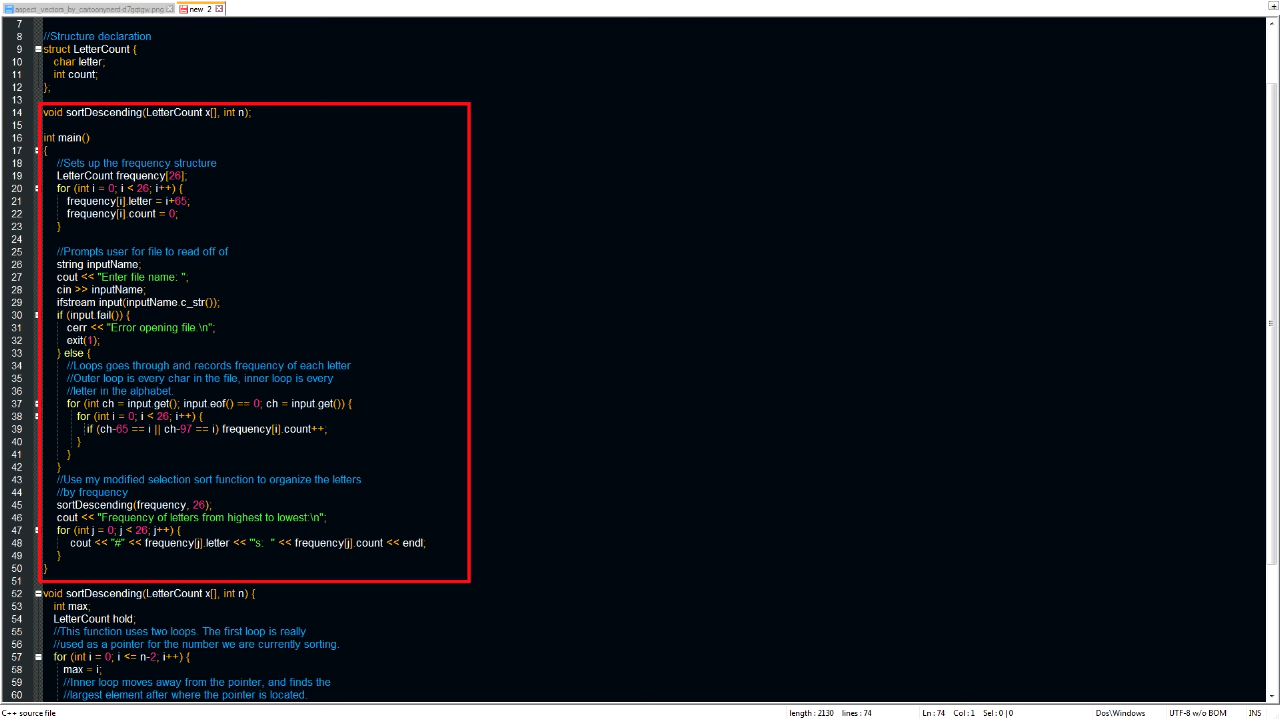 aspect_vectors_by_cartoonynerd-d7gqtgw.png new 2
7
8 //Structure declaration
9 struct LetterCount {
10 char letter;
11 int count;
12 };
13
14 void sortDescending(LetterCount x[], int n);
15
16 int main()
17 {
18 //Sets up the frequency structure
19 LetterCount frequency[26];
20 for (int i = 0; i < 26; i++) {
21 frequency[i].letter = i+65;
22 frequency[i].count = 0;
23 }
24
25 //Prompts user for file to read off of
26 string inputName;
27 cout << "Enter file name: ";
28 cin >> inputName;
29 ifstream input(inputName.c_str());
30 if (input.fail()) {
31 cerr << "Error opening file.\n";
32 exit(1);
33 } else {
34 //Loops goes through and records frequency of each letter
35 //Outer loop is every char in the file, inner loop is every
36 //letter in the alphabet.
37 for (int ch = input.get(); input.eof() == 0; ch = input.get()) {
38 for (int i = 0; i < 26; i++) {
39 if (ch-65 == i || ch-97 == i) frequency[i].count++;
40 }
41 }
42 }
43 //Use my modified selection sort function to organize the letters
44 //by frequency
45 sortDescending(frequency, 26);
46 cout << "Frequency of letters from highest to lowest:\n";
47 for (int j = 0; j < 26; j++) {
48 cout << "#" << frequency[j].letter << "'s: " << frequency[j].count << endl;
49 }
50 }
51
52 void sortDescending(LetterCount x[], int n) {
53 int max;
54 LetterCount hold;
55 //This function uses two loops. The first loop is really
56 //used as a pointer for the number we are currently sorting.
57 for (int i = 0; i <= n-2; i++) {
58 max = i;
59 //Inner loop moves away from the pointer, and finds the
60 //largest element after where the pointer is located.
C++ source file length : 2130 lines : 74 Ln : 74 Col : 1 Sel : 0 | 0 Dos\Windows UTF-8 w/o BOM INS